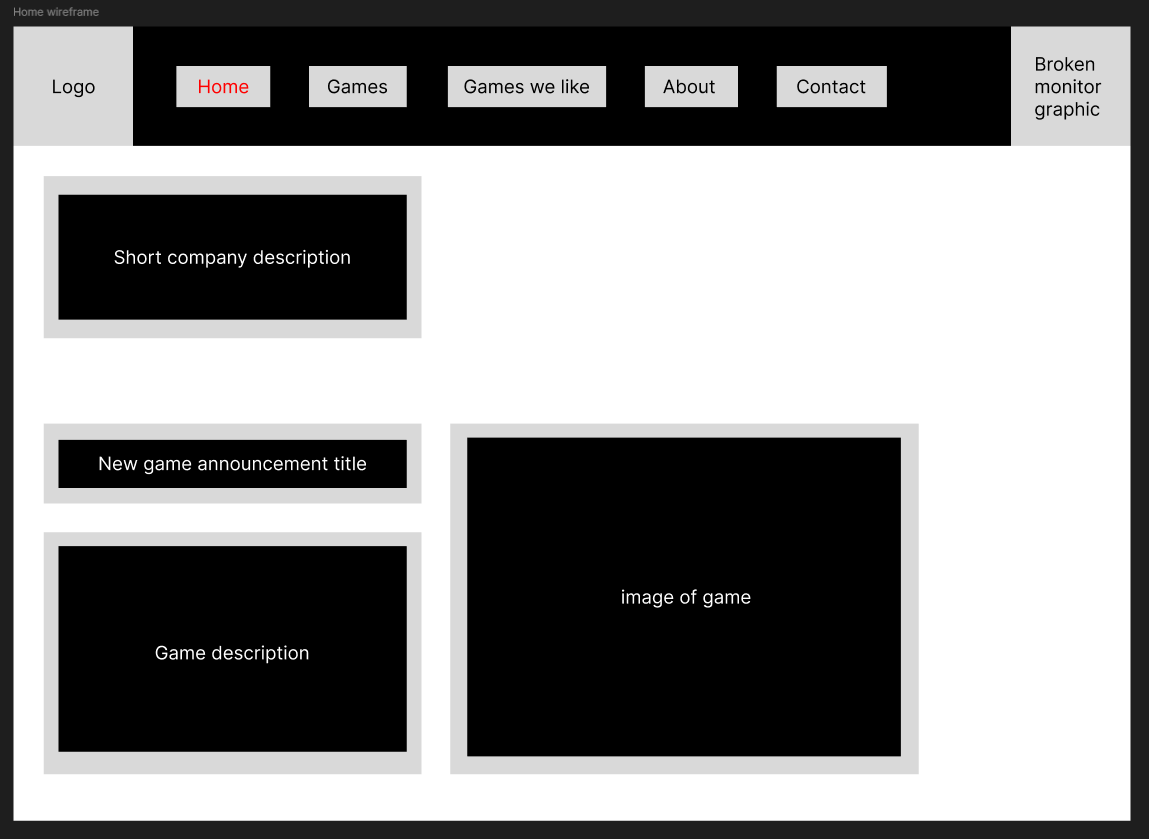 Home wireframe
Logo
Home
Games
Games we like
About
Contact
Broken
monitor
graphic
Short company description
New game announcement title
Game description
image of game